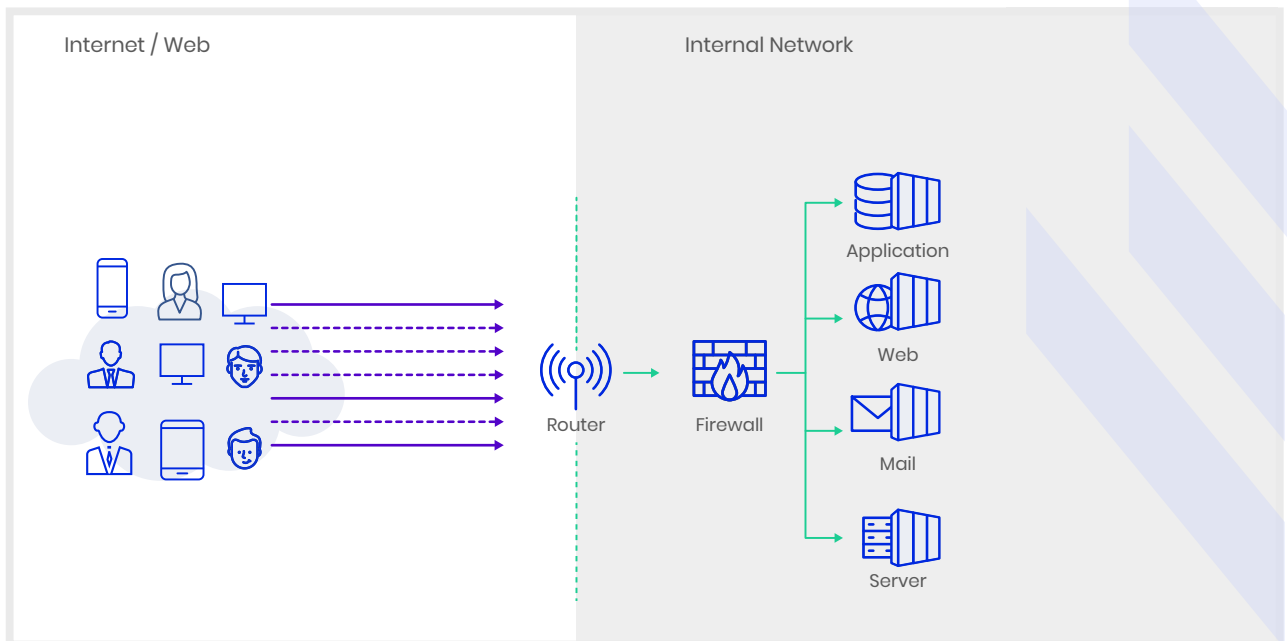 Internet / Web
Internal Network
Application
Web
Router
Firewall
Mail
Server